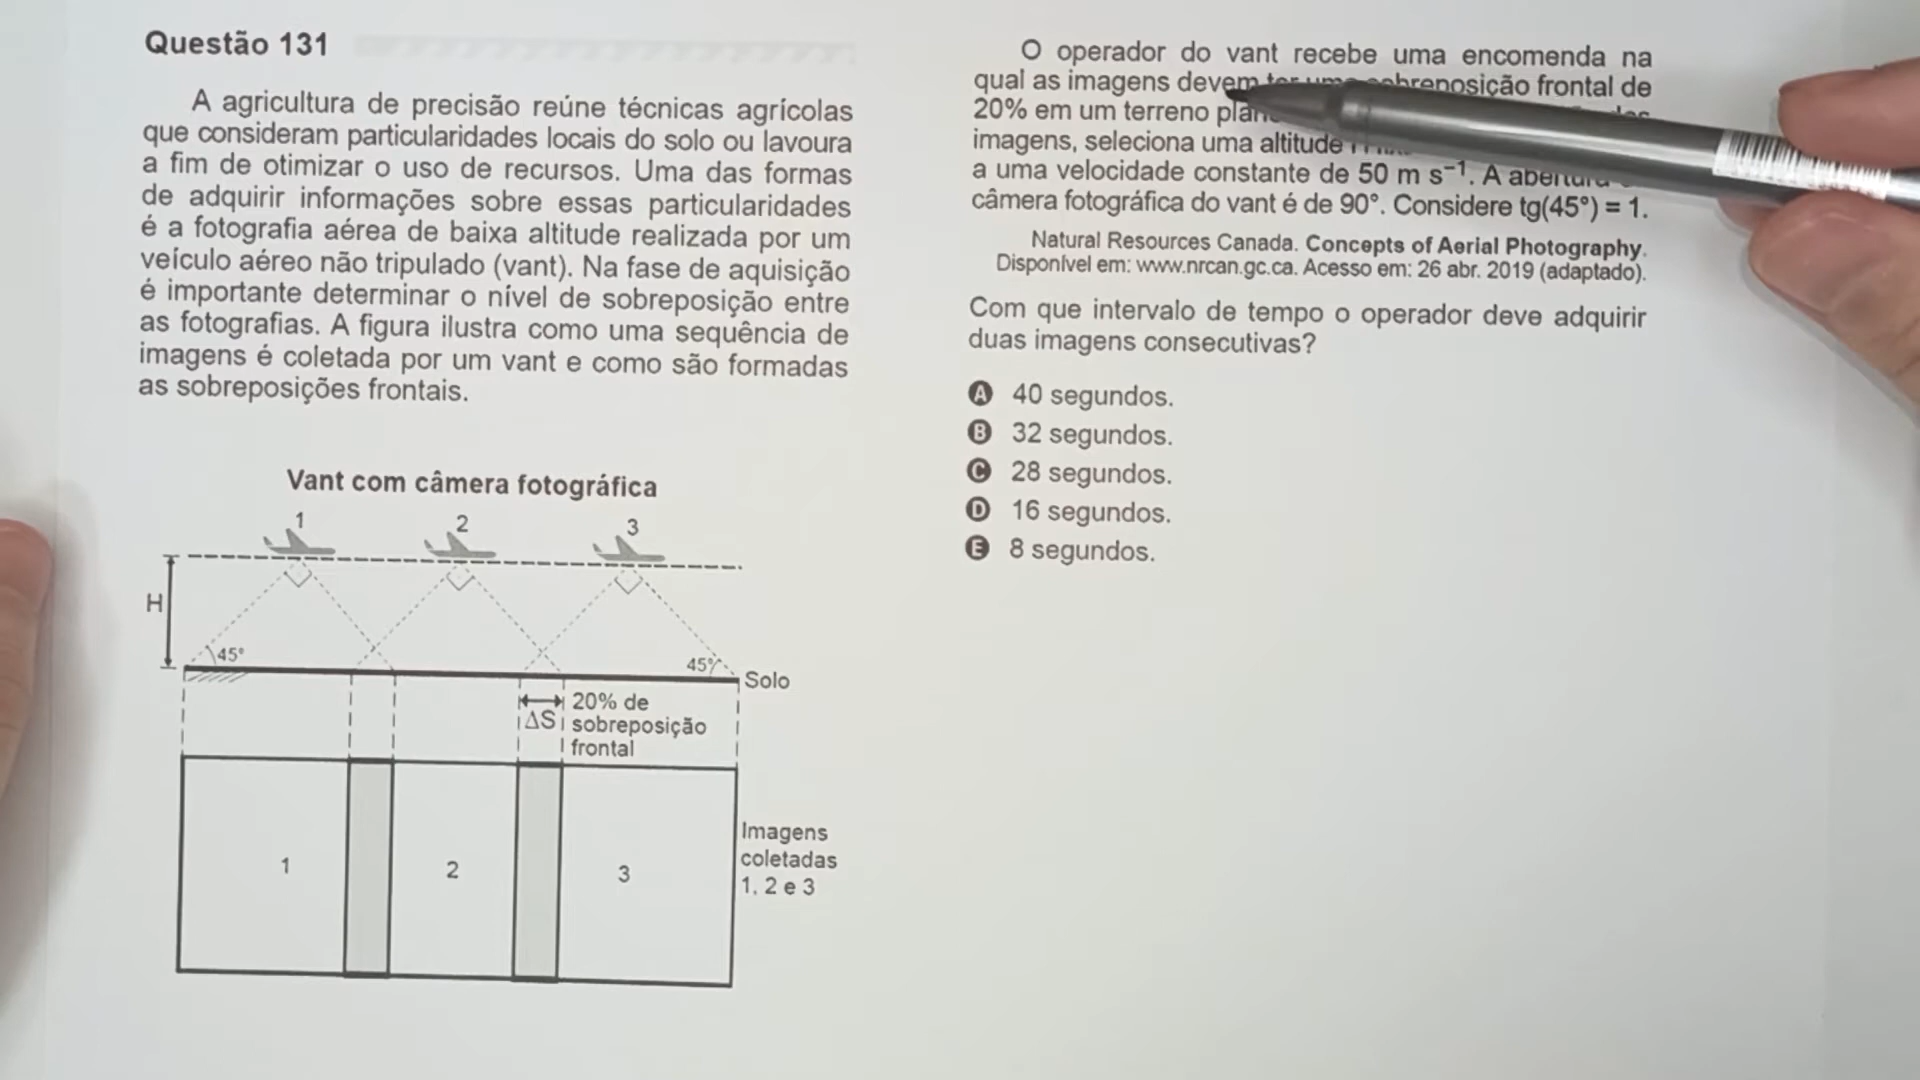 Questão 131
A agricultura de precisão reúne técnicas agrícolas
que consideram particularidades locais do solo ou lavoura
a fim de otimizar o uso de recursos. Uma das formas
de adquirir informações sobre essas particularidades
é a fotografia aérea de baixa altitude realizada por um
veículo aéreo não tripulado (vant). Na fase de aquisição
é importante determinar o nível de sobreposição entre
as fotografias. A figura ilustra como uma sequência de
imagens é coletada por um vant e como são formadas
as sobreposições frontais.
Vant com câmera fotográfica
1 2 3
H
45° 45°
Solo
ΔS
20% de
sobreposição
frontal
1 2 3
Imagens
coletadas
1, 2 e 3
O operador do vant recebe uma encomenda na
qual as imagens devem sobreposição frontal de
20% em um terreno
imagens, seleciona uma altitude
a uma velocidade constante de 50 m s⁻¹. A abertura
câmera fotográfica do vant é de 90°. Considere tg(45°) = 1.
Natural Resources Canada. Concepts of Aerial Photography.
Disponível em: www.nrcan.gc.ca. Acesso em: 26 abr. 2019 (adaptado).
Com que intervalo de tempo o operador deve adquirir
duas imagens consecutivas?
A 40 segundos.
B 32 segundos.
C 28 segundos.
D 16 segundos.
E 8 segundos.